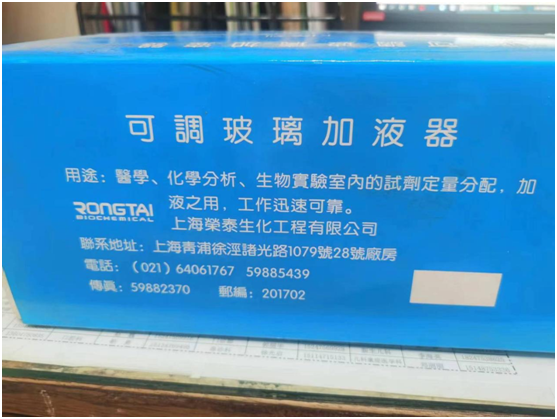 可調玻璃加液器
用途：醫學、化學分析、生物實驗室內的試劑定量分配，加
液之用，工作迅速可靠。
RONGTAI
BIOCHEMICAL
上海榮泰生化工程有限公司
聯系地址：上海青浦徐涇諸光路1079號28號廠房
電話：（021）64061767 59885439
傳真：59882370 郵編：201702